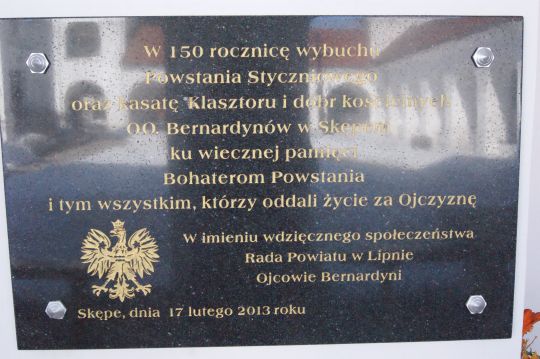 W 150 rocznicę wybuchu
Powstania Styczniowego
oraz kasatę Klasztoru i dóbr kościelnych
OO. Bernardynów w Skępem
ku wiecznej pamięci
Bohaterom Powstania
i tym wszystkim, którzy oddali życie za Ojczyznę
W imieniu wdzięcznego społeczeństwa
Rada Powiatu w Lipnie
Ojcowie Bernardyni
Skępe, dnia 17 lutego 2013 roku